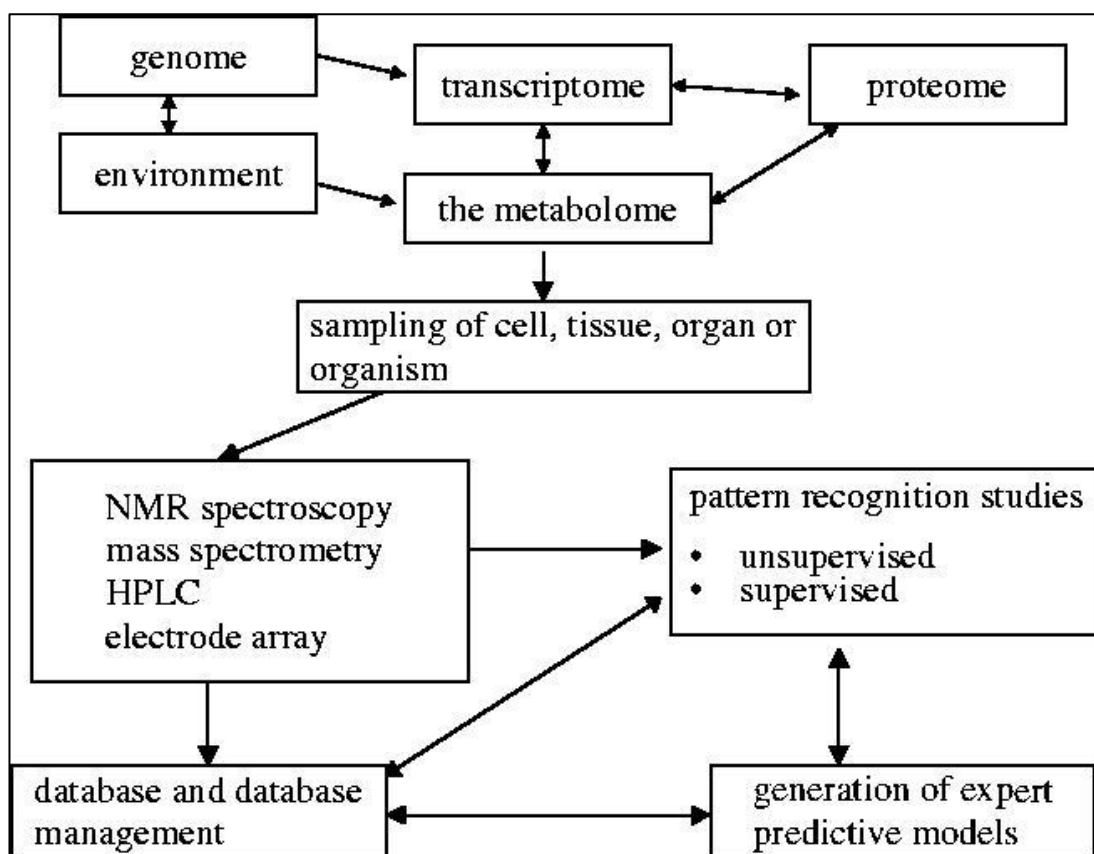 genome
transcriptome
proteome
environment
the metabolome
sampling of cell, tissue, organ or
organism
NMR spectroscopy
mass spectrometry
HPLC
electrode array
pattern recognition studies
• unsupervised
• supervised
database and database
management
generation of expert
predictive models